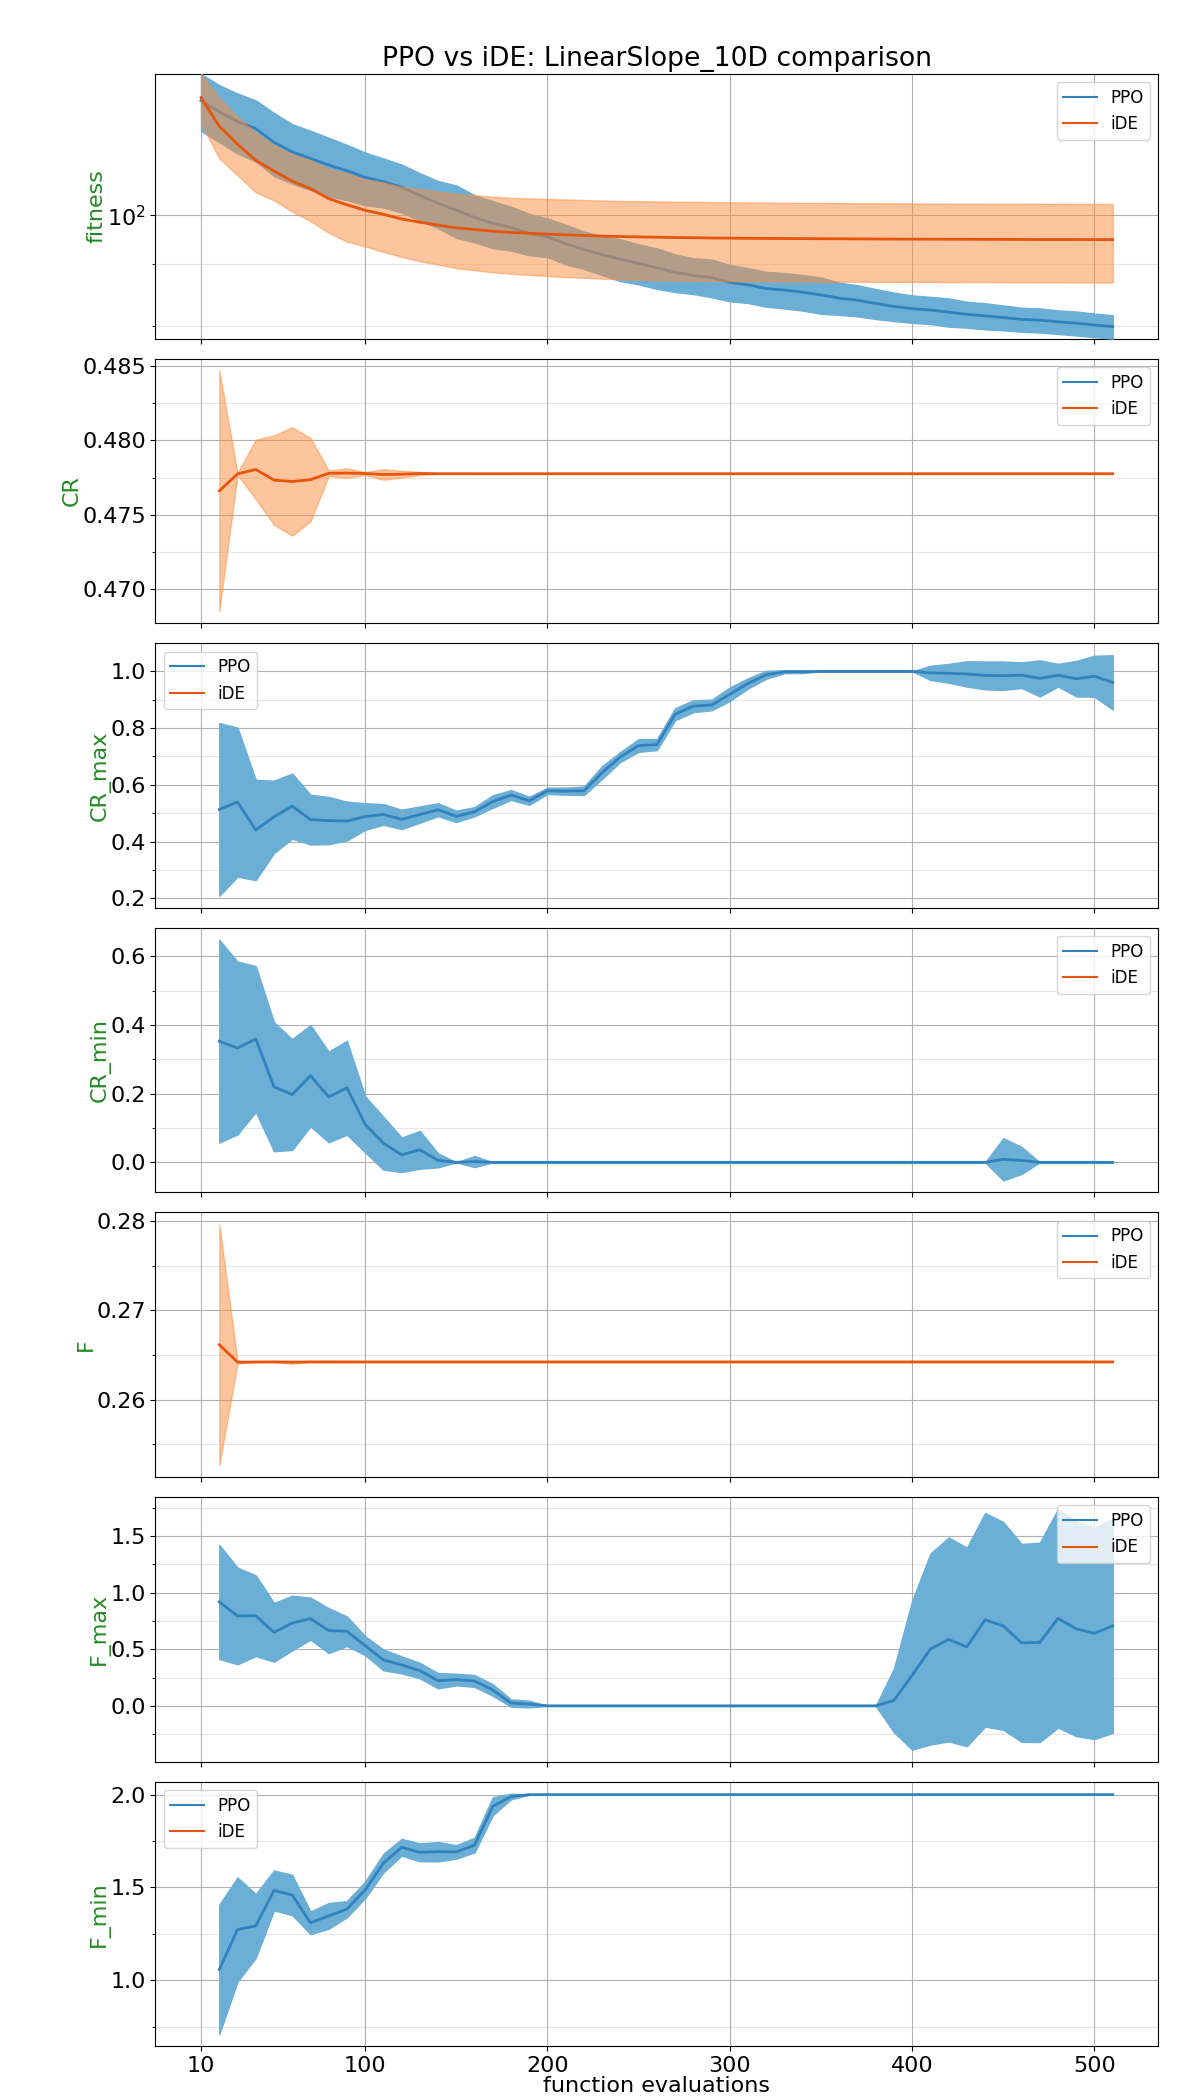 PPO vs iDE: LinearSlope_10D comparison
fitness
10²
PPO
iDE
CR
0.485
0.480
0.475
0.470
PPO
iDE
CR_max
1.0
0.8
0.6
0.4
0.2
PPO
iDE
CR_min
0.6
0.4
0.2
0.0
PPO
iDE
F
0.28
0.27
0.26
PPO
iDE
F_max
1.5
1.0
0.5
0.0
PPO
iDE
F_min
2.0
1.5
1.0
PPO
iDE
10 100 200 300 400 500
function evaluations